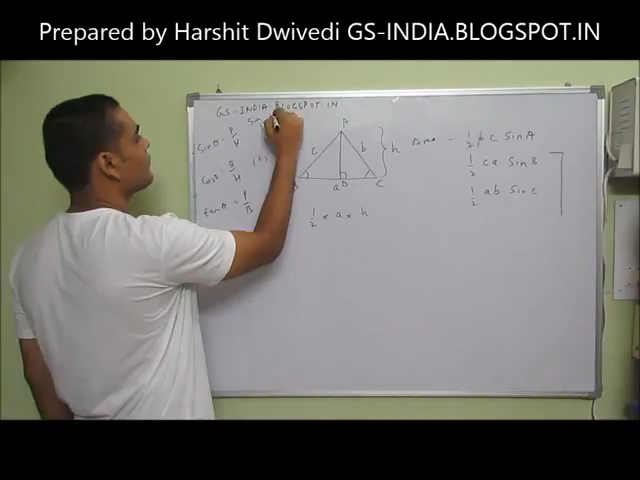 Prepared by Harshit Dwivedi GS-INDIA.BLOGSPOT.IN
GS-INDIA BLOGSPOT.IN
Sin
A
Sinθ = P/H
c b h
Area = 1/2 bc SinA
Cosθ = B/H
1/2 ca Sin B
B a D C
tanθ = P/B
1/2 ab Sin C
1/2 × a × h